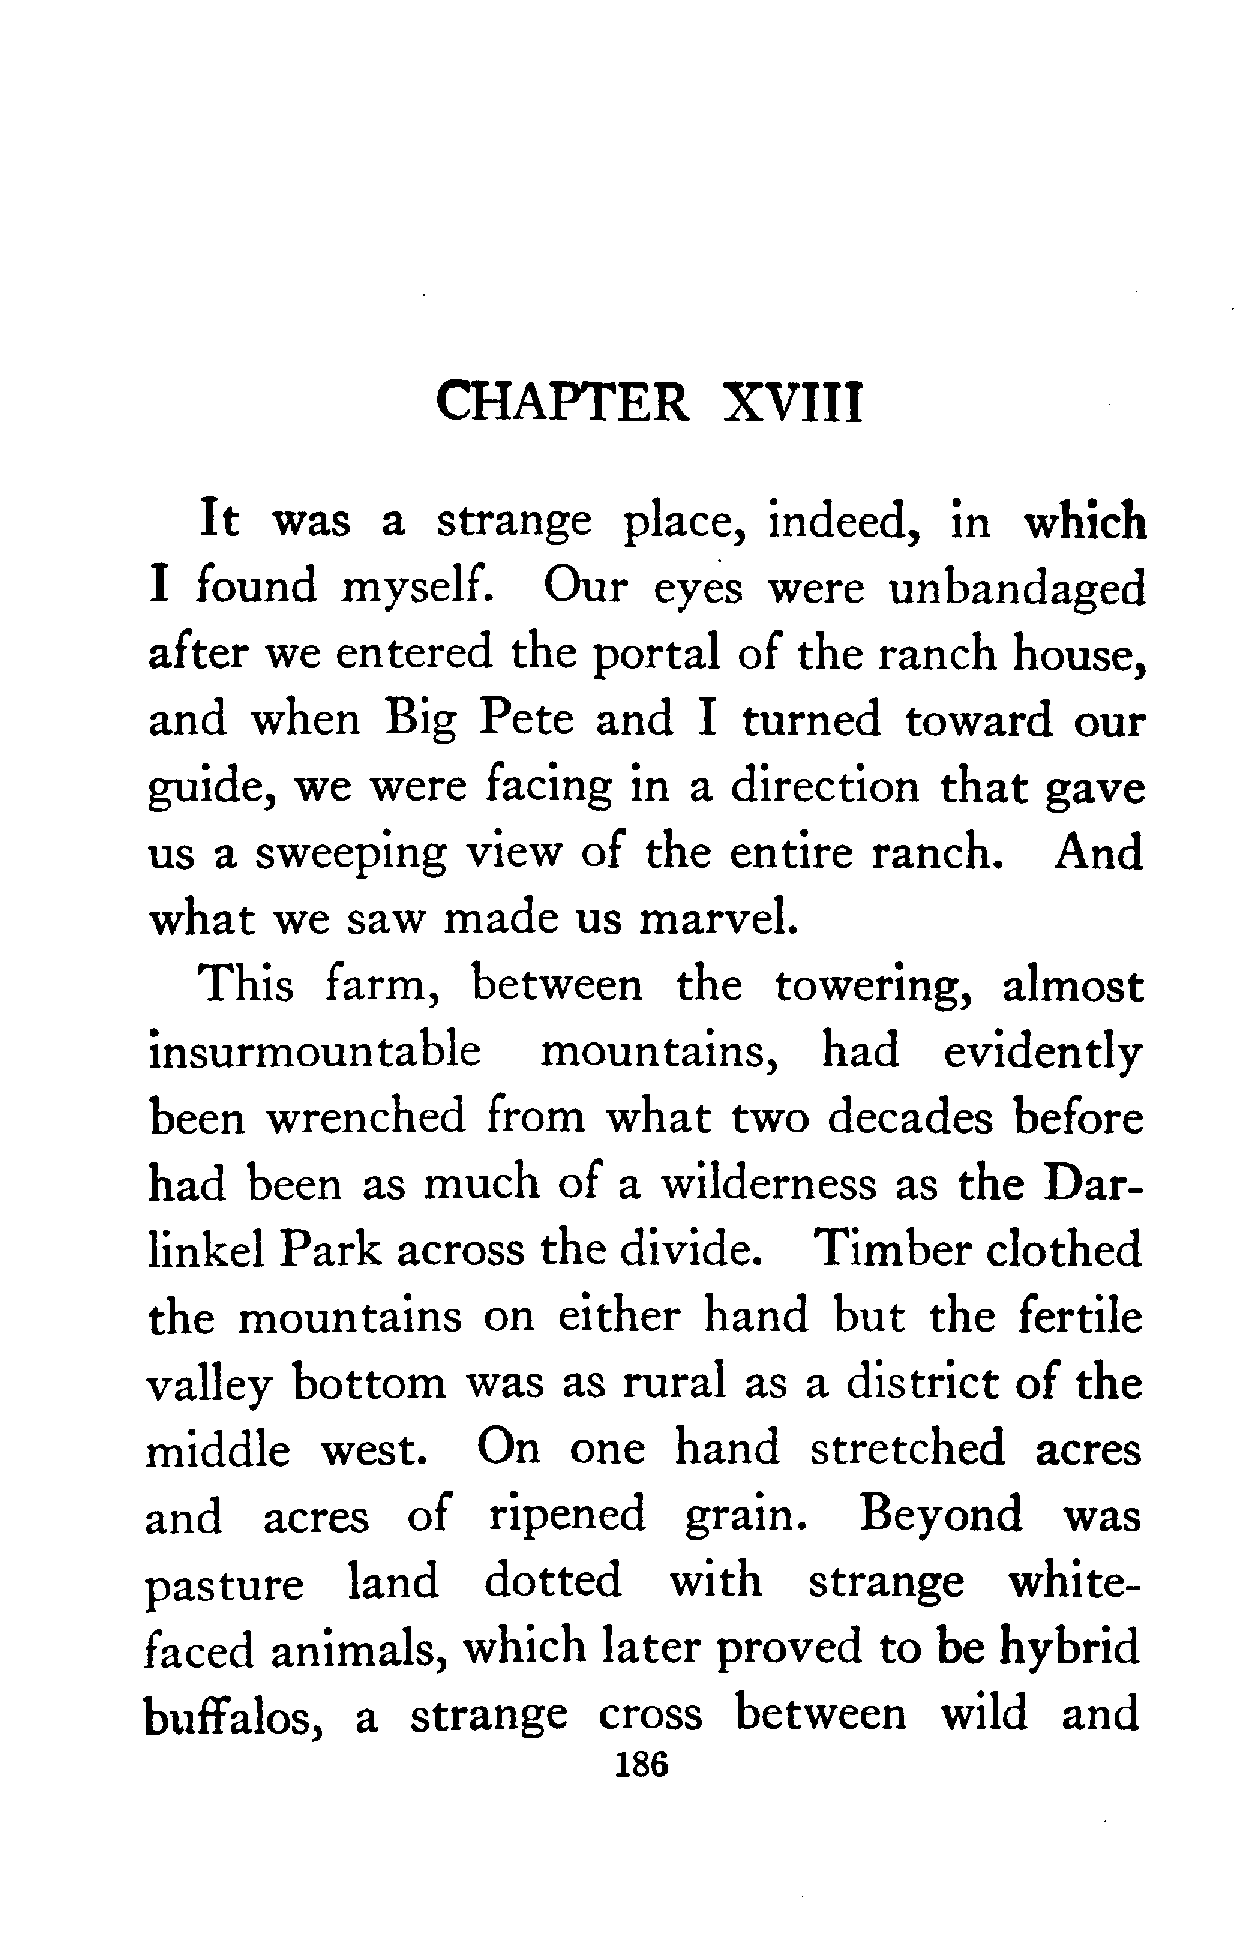 CHAPTER XVIII
It was a strange place, indeed, in which
I found myself. Our eyes were unbandaged
after we entered the portal of the ranch house,
and when Big Pete and I turned toward our
guide, we were facing in a direction that gave
us a sweeping view of the entire ranch. And
what we saw made us marvel.
This farm, between the towering, almost
insurmountable mountains, had evidently
been wrenched from what two decades before
had been as much of a wilderness as the Dar-
linkel Park across the divide. Timber clothed
the mountains on either hand but the fertile
valley bottom was as rural as a district of the
middle west. On one hand stretched acres
and acres of ripened grain. Beyond was
pasture land dotted with strange white-
faced animals, which later proved to be hybrid
buffalos, a strange cross between wild and
186